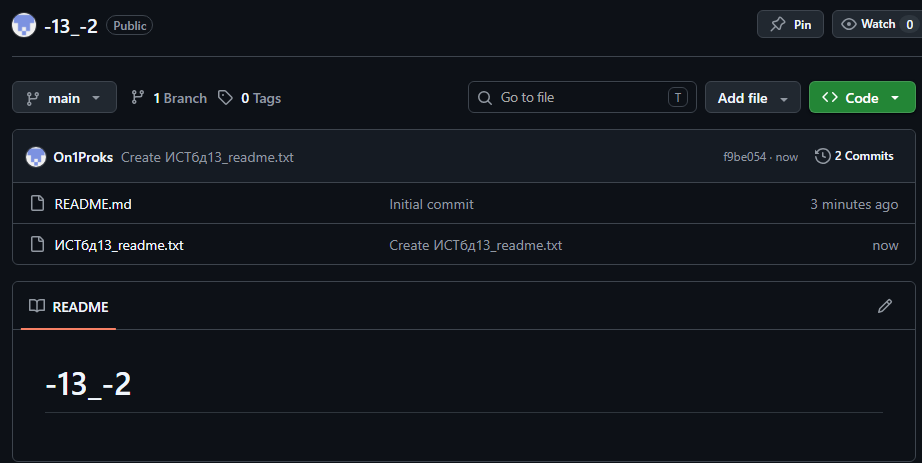 -13_-2 Public Pin Watch 0
main 1 Branch 0 Tags Go to file T Add file Code
On1Proks Create ИСТбд13_readme.txt f9be054 · now 2 Commits
README.md Initial commit 3 minutes ago
ИСТбд13_readme.txt Create ИСТбд13_readme.txt now
README
-13_-2